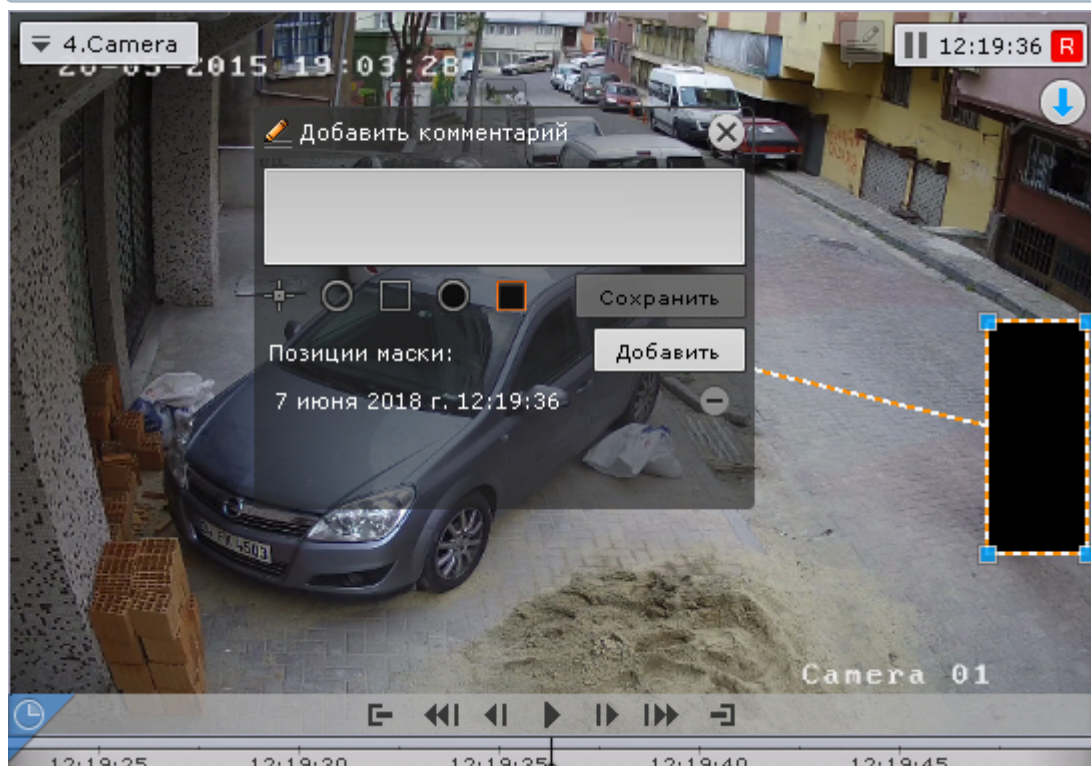 4.Camera
12:19:36 R
26-05-2015 19:03:28
Добавить комментарий
Сохранить
Позиции маски:
Добавить
7 июня 2018 г. 12:19:36
Camera 01
12:19:25 12:19:30 12:19:35 12:19:40 12:19:45